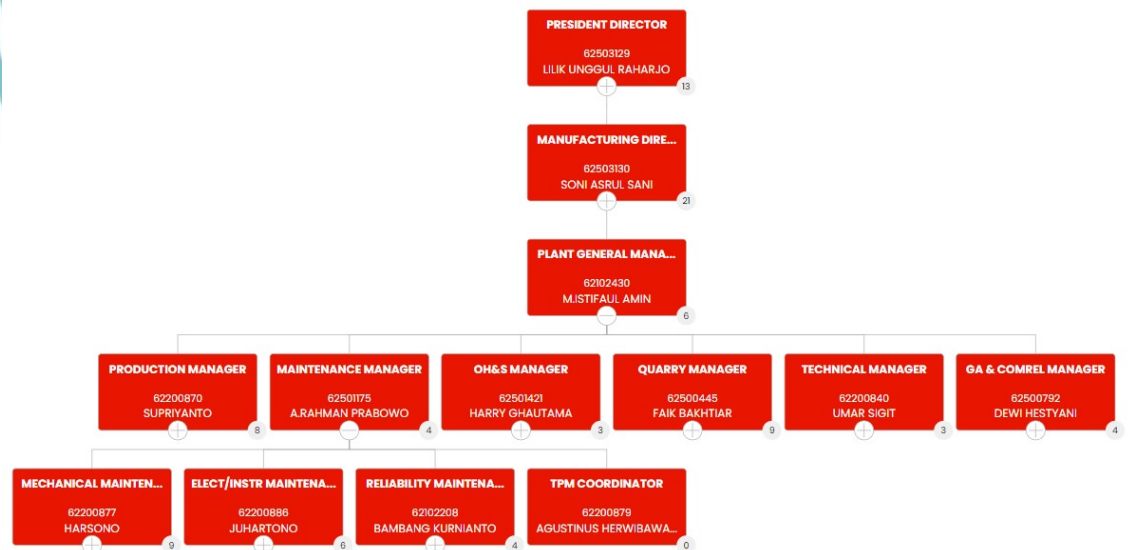 PRESIDENT DIRECTOR
62503129
LILIK UNGGUL RAHARJO
13
MANUFACTURING DIRE...
62503130
SONI ASRUL SANI
21
PLANT GENERAL MANA...
62102430
M.ISTIFAUL AMIN
6
PRODUCTION MANAGER
62200870
SUPRIYANTO
8
MAINTENANCE MANAGER
62501175
A.RAHMAN PRABOWO
4
OH&S MANAGER
62501421
HARRY GHAUTAMA
3
QUARRY MANAGER
62500445
FAIK BAKHTIAR
9
TECHNICAL MANAGER
62200840
UMAR SIGIT
3
GA & COMREL MANAGER
62500792
DEWI HESTYANI
4
MECHANICAL MAINTEN...
62200877
HARSONO
9
ELECT/INSTR MAINTENA...
62200886
JUHARTONO
6
RELIABILITY MAINTENA...
62102208
BAMBANG KURNIANTO
4
TPM COORDINATOR
62200879
AGUSTINUS HERWIBAWA...
0